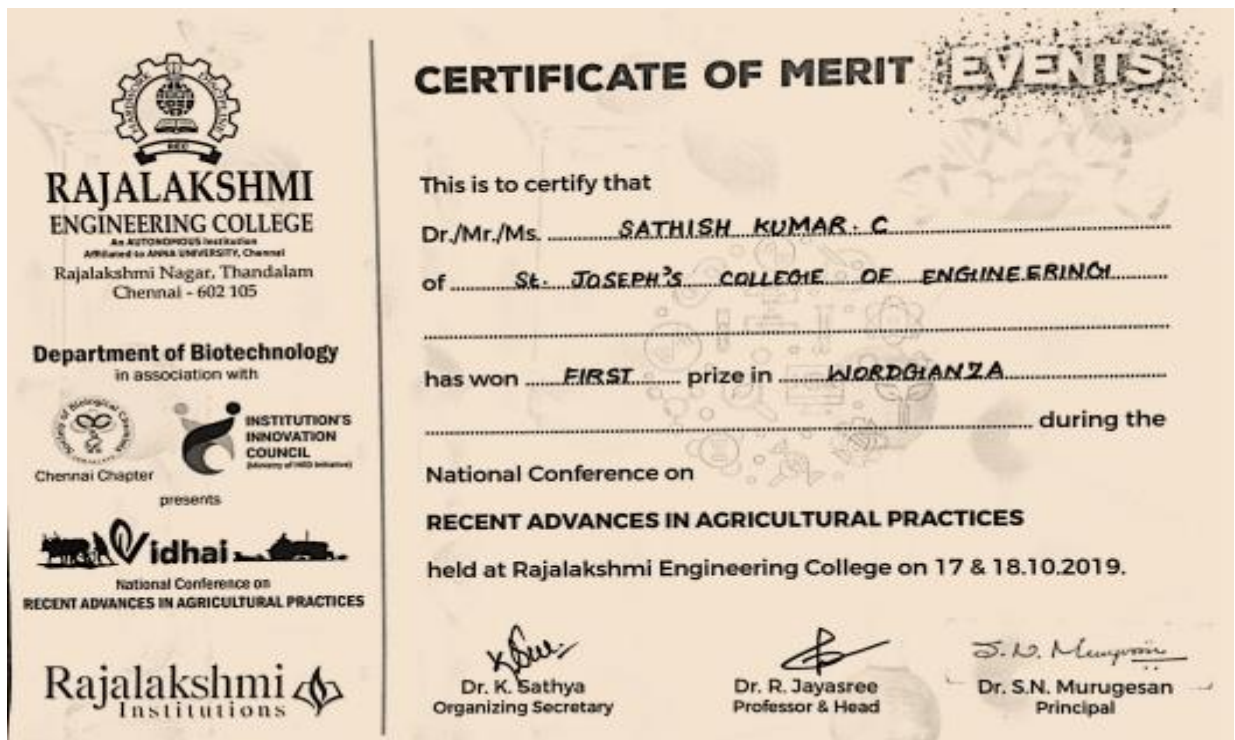 RAJALAKSHMI
ENGINEERING COLLEGE
An AUTONOMOUS Institution
Affiliated to ANNA UNIVERSITY, Chennai
Rajalakshmi Nagar, Thandalam
Chennai - 602 105
Department of Biotechnology
in association with
Chennai Chapter
INSTITUTION'S
INNOVATION
COUNCIL
(Ministry of HRD Initiative)
presents
Vidhai
National Conference on
RECENT ADVANCES IN AGRICULTURAL PRACTICES
Rajalakshmi
Institutions
CERTIFICATE OF MERIT EVENTS
This is to certify that
Dr./Mr./Ms. SATHISH KUMAR. C
of St. JOSEPH'S COLLEGE OF ENGINEERING
has won FIRST prize in WORDGANZA
during the
National Conference on
RECENT ADVANCES IN AGRICULTURAL PRACTICES
held at Rajalakshmi Engineering College on 17 & 18.10.2019.
Dr. K. Sathya
Organizing Secretary
Dr. R. Jayasree
Professor & Head
S. N. Murugesan
Dr. S.N. Murugesan
Principal